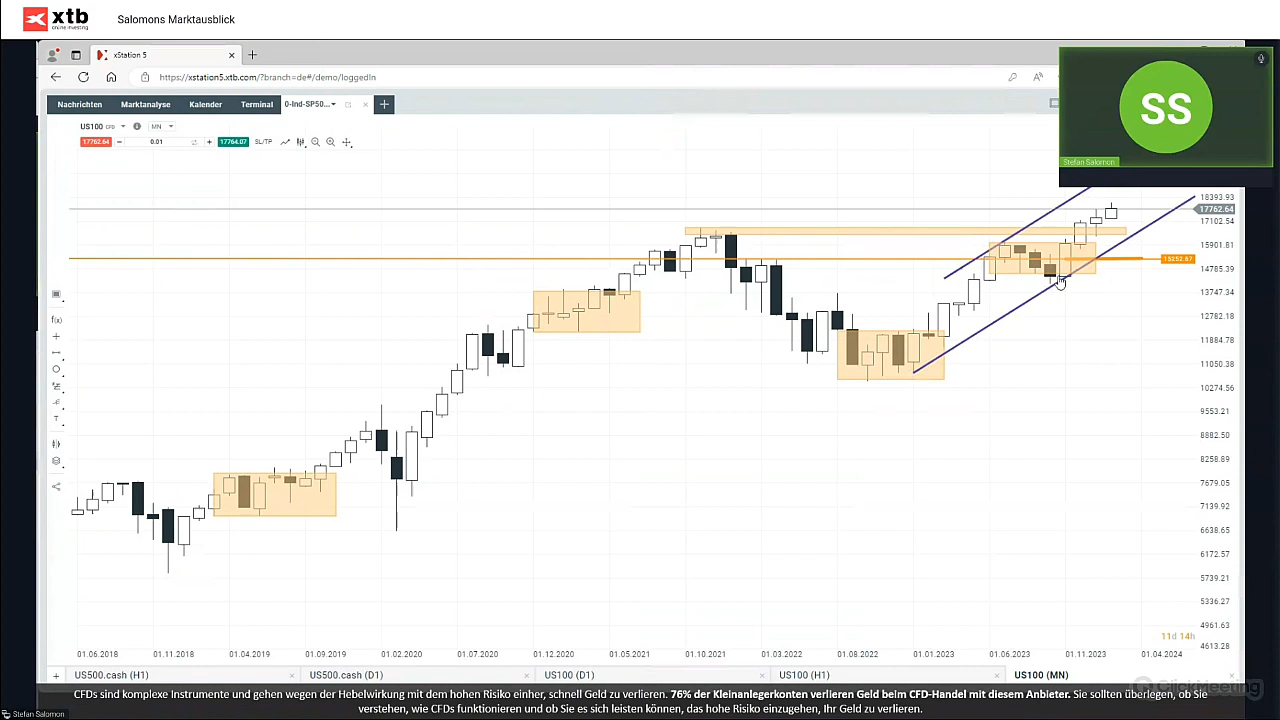 xtb
online investing
Salomons Marktausblick
xStation 5
https://xstation5.xtb.com/?branch=de#/demo/loggedIn
Nachrichten Marktanalyse Kalender Terminal 0-Ind-SP50...
US100 CFD MN
17762.64 0.01 17764.07 SL/TP
SS
Stefan Salomon
18393.93
17762.64
17102.54
15901.81
15252.67
14785.39
13747.34
12782.18
11884.78
11050.38
10274.56
9553.21
8882.50
8258.89
7679.05
7139.92
6638.65
6172.57
5739.21
5336.27
4961.63
11d 14h
4613.28
01.06.2018 01.11.2018 01.04.2019 01.09.2019 01.02.2020 01.07.2020 01.12.2020 01.05.2021 01.10.2021 01.03.2022 01.08.2022 01.01.2023 01.06.2023 01.11.2023 01.04.2024
US500.cash (H1) US500.cash (D1) US100 (D1) US100 (H1) US100 (MN)
ClickMeeting
CFDs sind komplexe Instrumente und gehen wegen der Hebelwirkung mit dem hohen Risiko einher, schnell Geld zu verlieren. 76% der Kleinanlegerkonten verlieren Geld beim CFD-Handel mit diesem Anbieter. Sie sollten überlegen, ob Sie
verstehen, wie CFDs funktionieren und ob Sie es sich leisten können, das hohe Risiko einzugehen, Ihr Geld zu verlieren.
Stefan Salomon